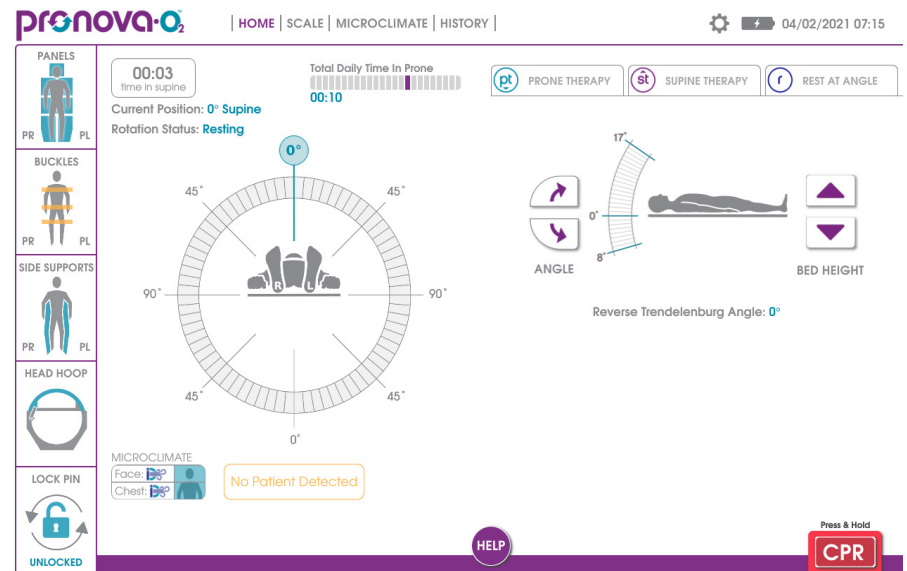 pronova·O2
| HOME | SCALE | MICROCLIMATE | HISTORY |
04/02/2021 07:15
PANELS
PR PL
BUCKLES
PR PL
SIDE SUPPORTS
PR PL
HEAD HOOP
LOCK PIN
UNLOCKED
00:03
time in supine
Total Daily Time In Prone
00:10
Current Position: 0° Supine
Rotation Status: Resting
pt PRONE THERAPY
st SUPINE THERAPY
r REST AT ANGLE
0°
45° 45°
R L
90° 90°
45° 45°
0°
17°
0°
8°
ANGLE
BED HEIGHT
Reverse Trendelenburg Angle: 0°
MICROCLIMATE
Face:
Chest:
No Patient Detected
HELP
Press & Hold
CPR